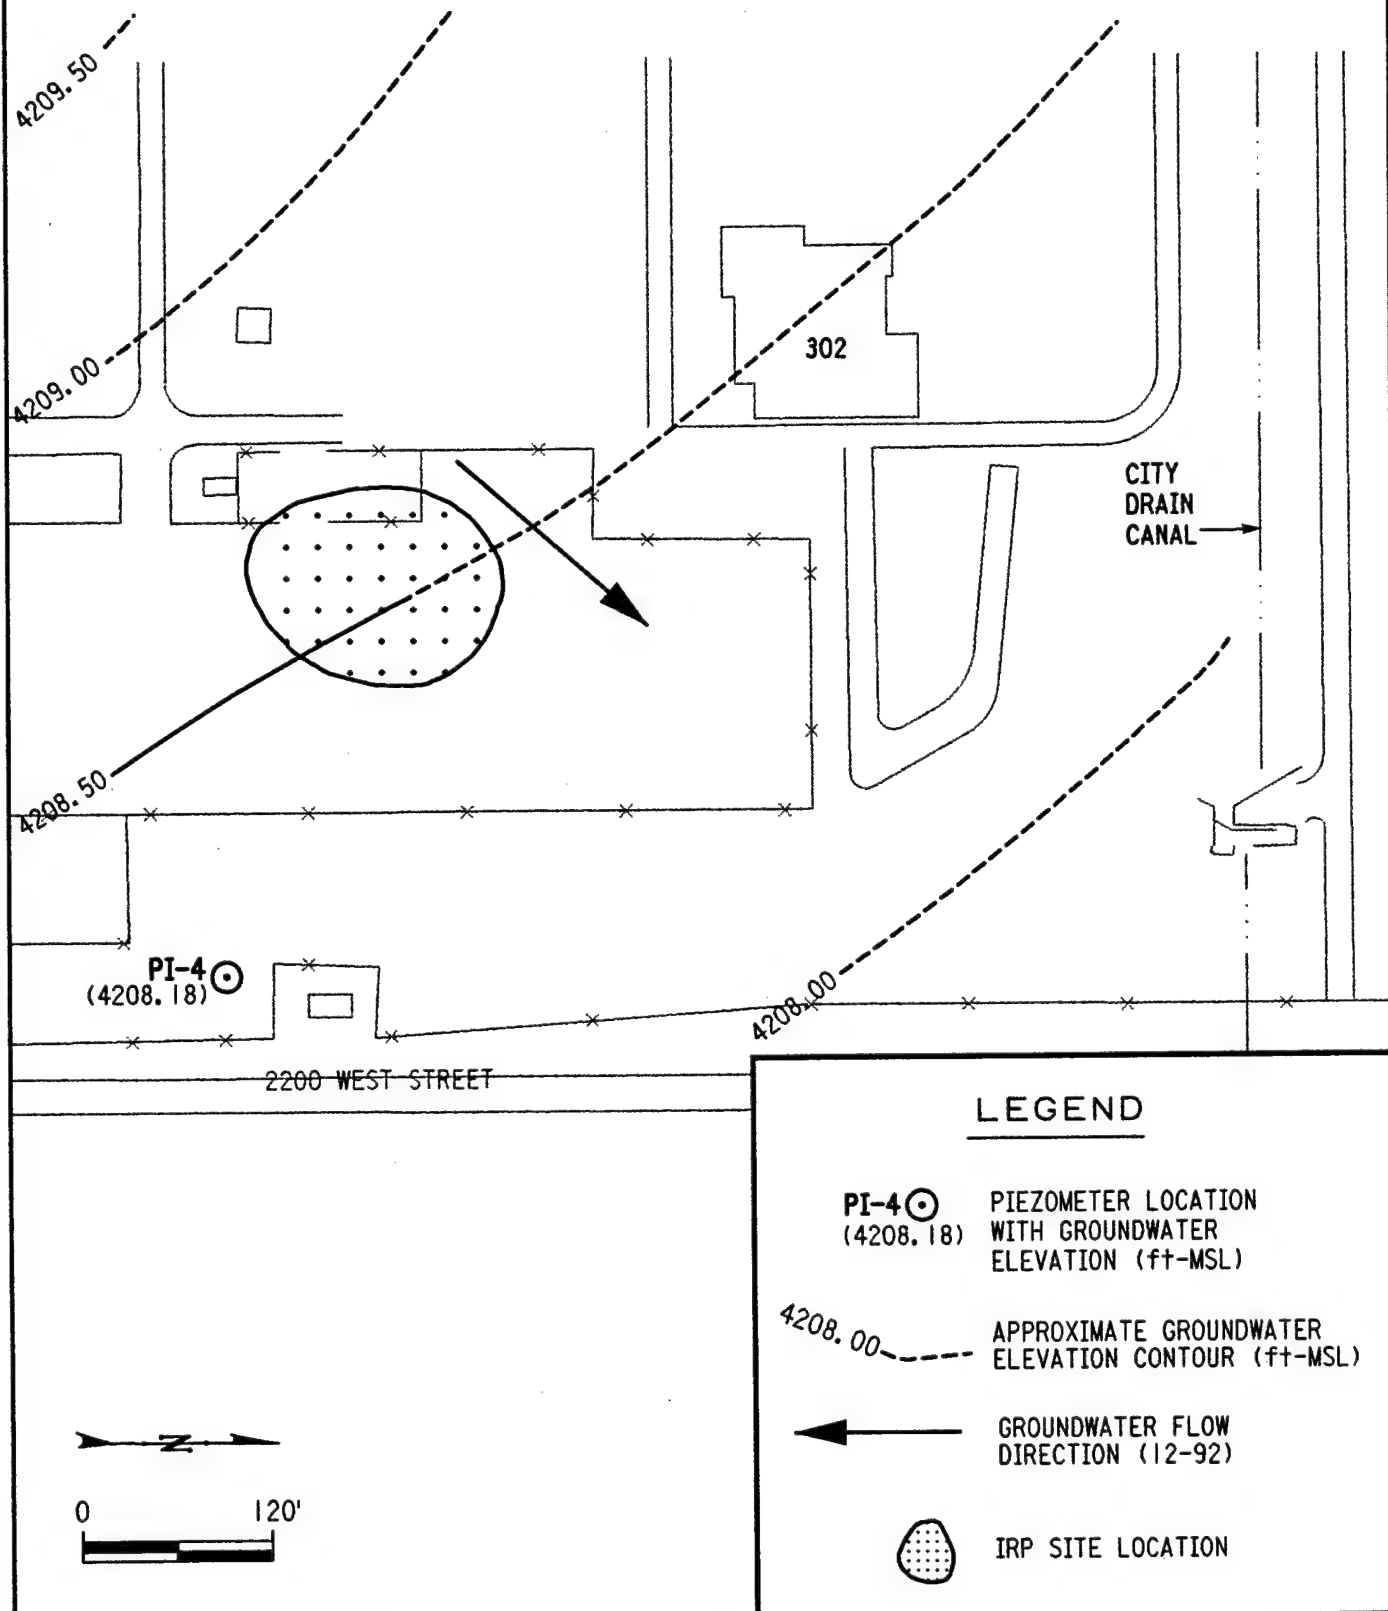 4209.50
4209.00
302
CITY
DRAIN
CANAL
4208.50
PI-4
(4208.18)
4208.00
2200 WEST STREET
LEGEND
PI-4
(4208.18)
PIEZOMETER LOCATION
WITH GROUNDWATER
ELEVATION (ft-MSL)
4208.00
APPROXIMATE GROUNDWATER
ELEVATION CONTOUR (ft-MSL)
GROUNDWATER FLOW
DIRECTION (12-92)
IRP SITE LOCATION
N
0 120'